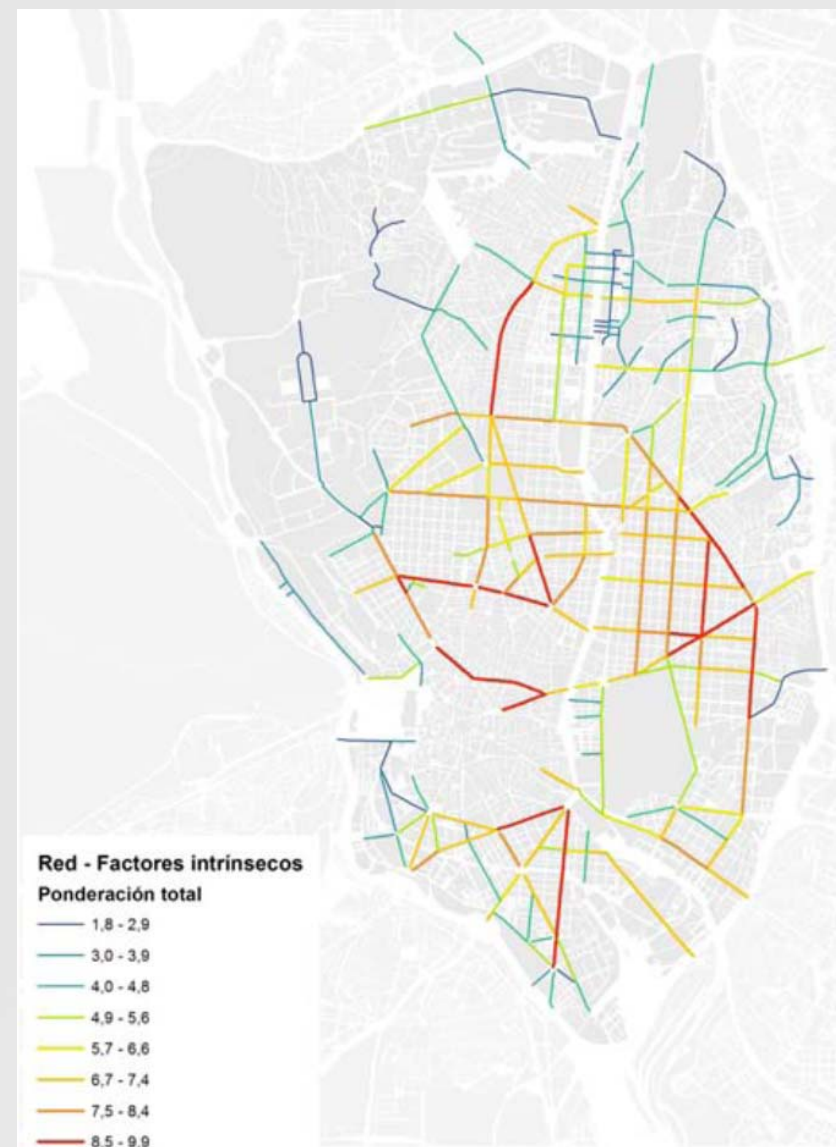 Red - Factores intrínsecos
Ponderación total
1,8 - 2,9
3,0 - 3,9
4,0 - 4,8
4,9 - 5,6
5,7 - 6,6
6,7 - 7,4
7,5 - 8,4
8,5 - 9,9